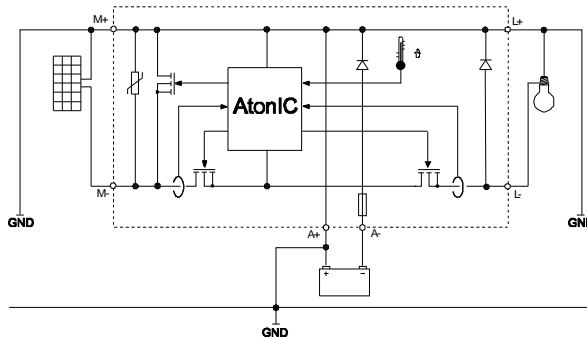 M+
L+
ϑ
AtonIC
M-
L-
GND
GND
A+
A-
+
−
GND